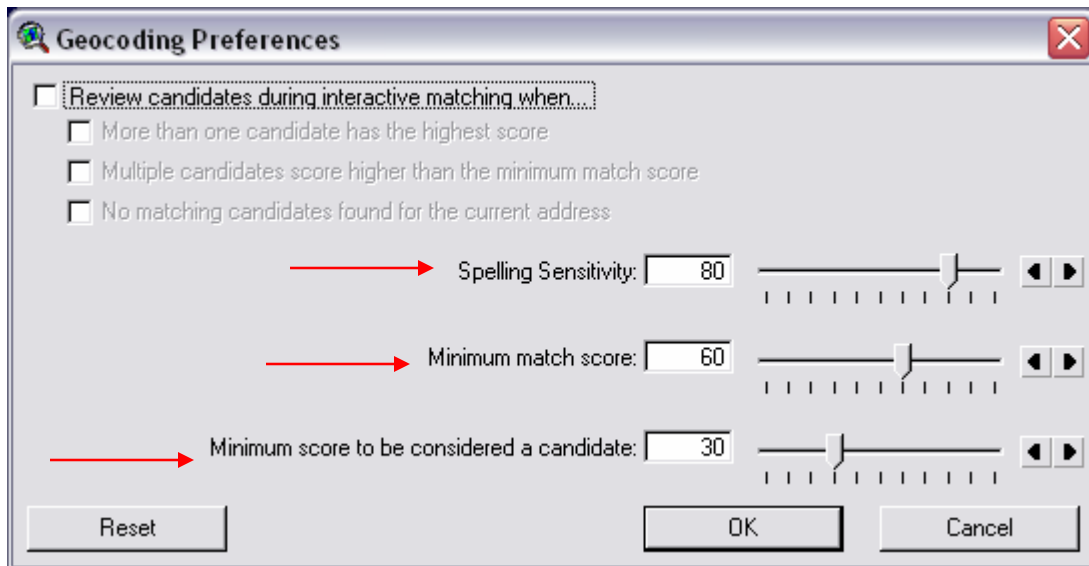 Geocoding Preferences
Review candidates during interactive matching when...
More than one candidate has the highest score
Multiple candidates score higher than the minimum match score
No matching candidates found for the current address
Spelling Sensitivity: 80
Minimum match score: 60
Minimum score to be considered a candidate: 30
Reset OK Cancel